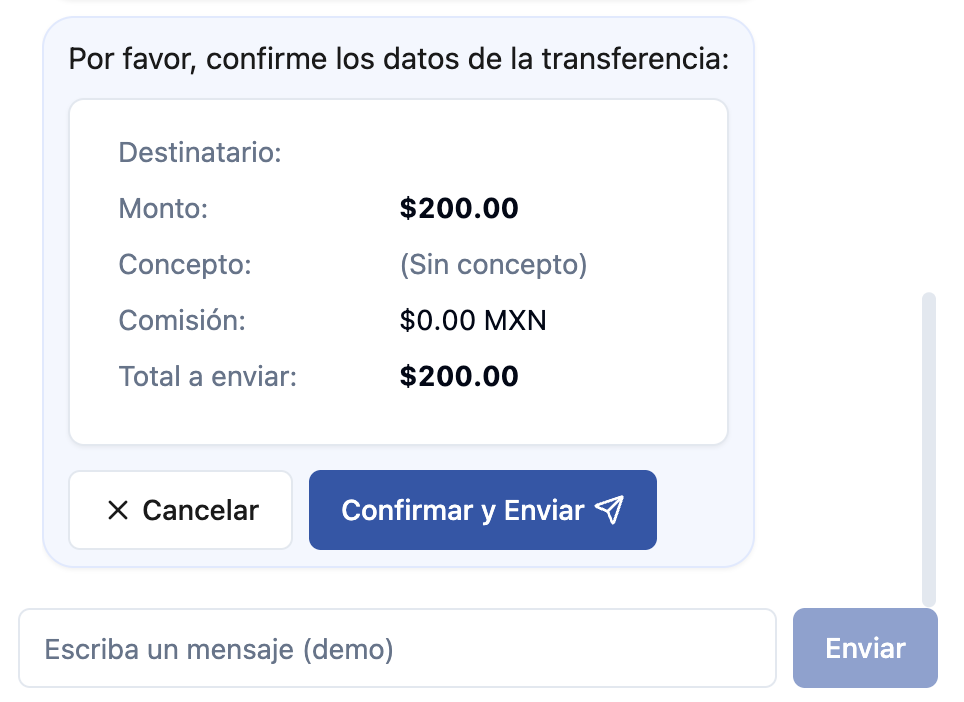 Por favor, confirme los datos de la transferencia:
Destinatario:
Monto: $200.00
Concepto: (Sin concepto)
Comisión: $0.00 MXN
Total a enviar: $200.00
Cancelar Confirmar y Enviar
Escriba un mensaje (demo) Enviar